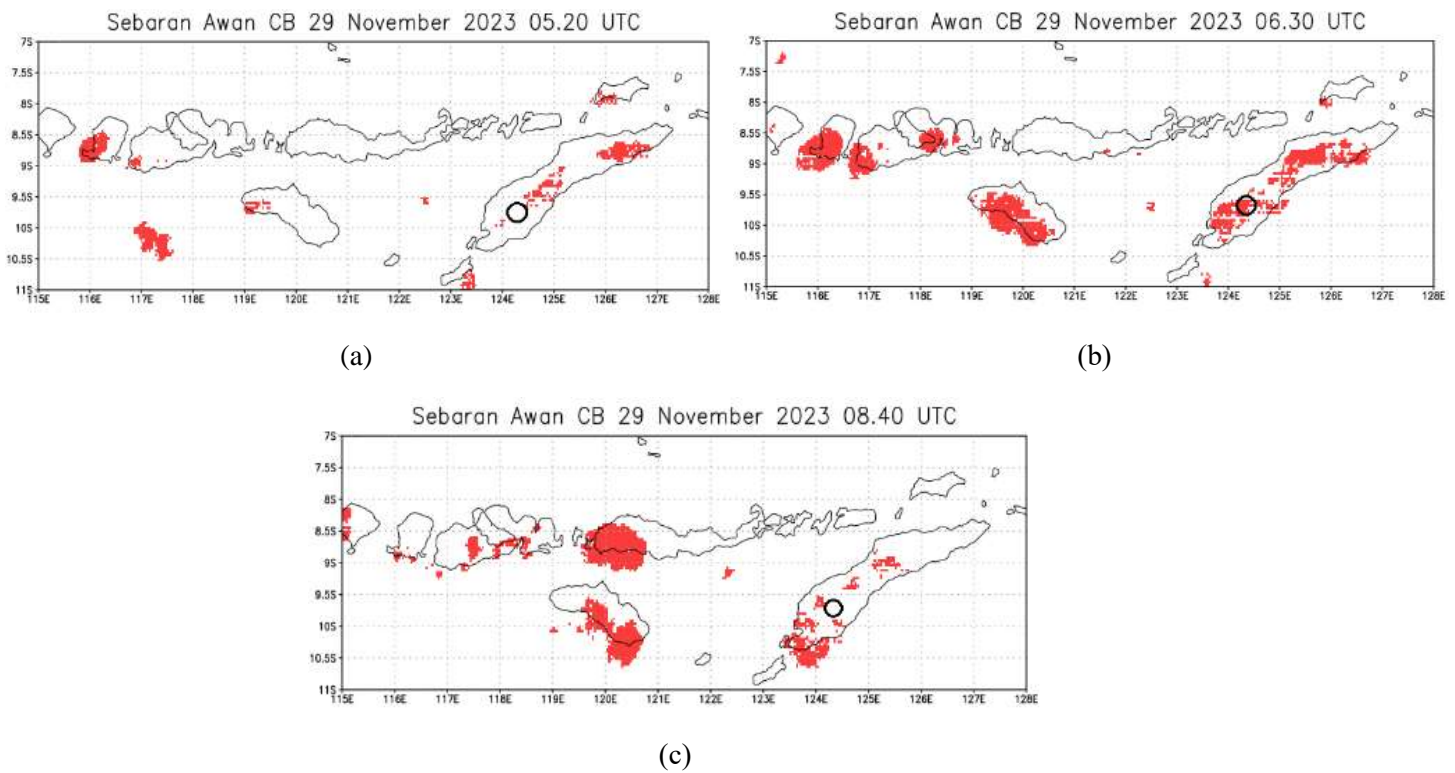 Sebaran Awan CB 29 November 2023 05.20 UTC
7S
7.5S
8S
8.5S
9S
9.5S
10S
10.5S
11S
115E 116E 117E 118E 119E 120E 121E 122E 123E 124E 125E 126E 127E 128E
(a)
Sebaran Awan CB 29 November 2023 06.30 UTC
7S
7.5S
8S
8.5S
9S
9.5S
10S
10.5S
11S
115E 116E 117E 118E 119E 120E 121E 122E 123E 124E 125E 126E 127E 128E
(b)
Sebaran Awan CB 29 November 2023 08.40 UTC
7S
7.5S
8S
8.5S
9S
9.5S
10S
10.5S
11S
115E 116E 117E 118E 119E 120E 121E 122E 123E 124E 125E 126E 127E 128E
(c)